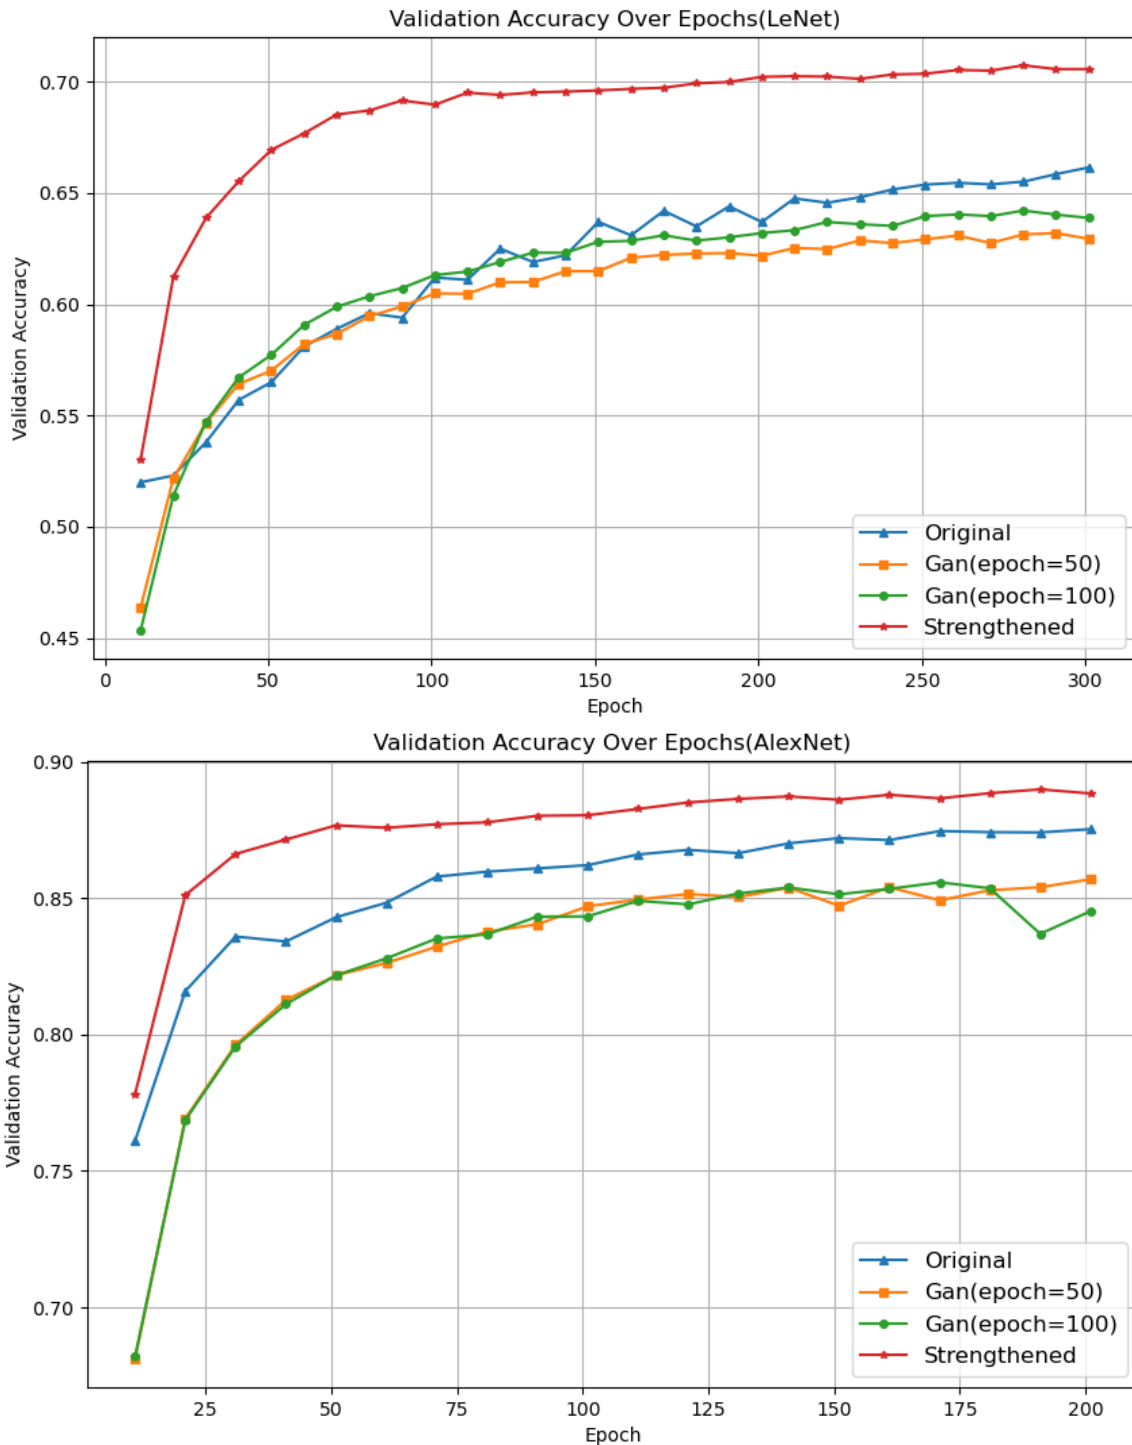 Validation Accuracy Over Epochs(LeNet)
0.70
0.65
0.60
0.55
0.50
0.45
Validation Accuracy
0
50
100
150
200
250
300
Epoch
Original
Gan(epoch=50)
Gan(epoch=100)
Strengthened
Validation Accuracy Over Epochs(AlexNet)
0.90
0.85
0.80
0.75
0.70
Validation Accuracy
25
50
75
100
125
150
175
200
Epoch
Original
Gan(epoch=50)
Gan(epoch=100)
Strengthened